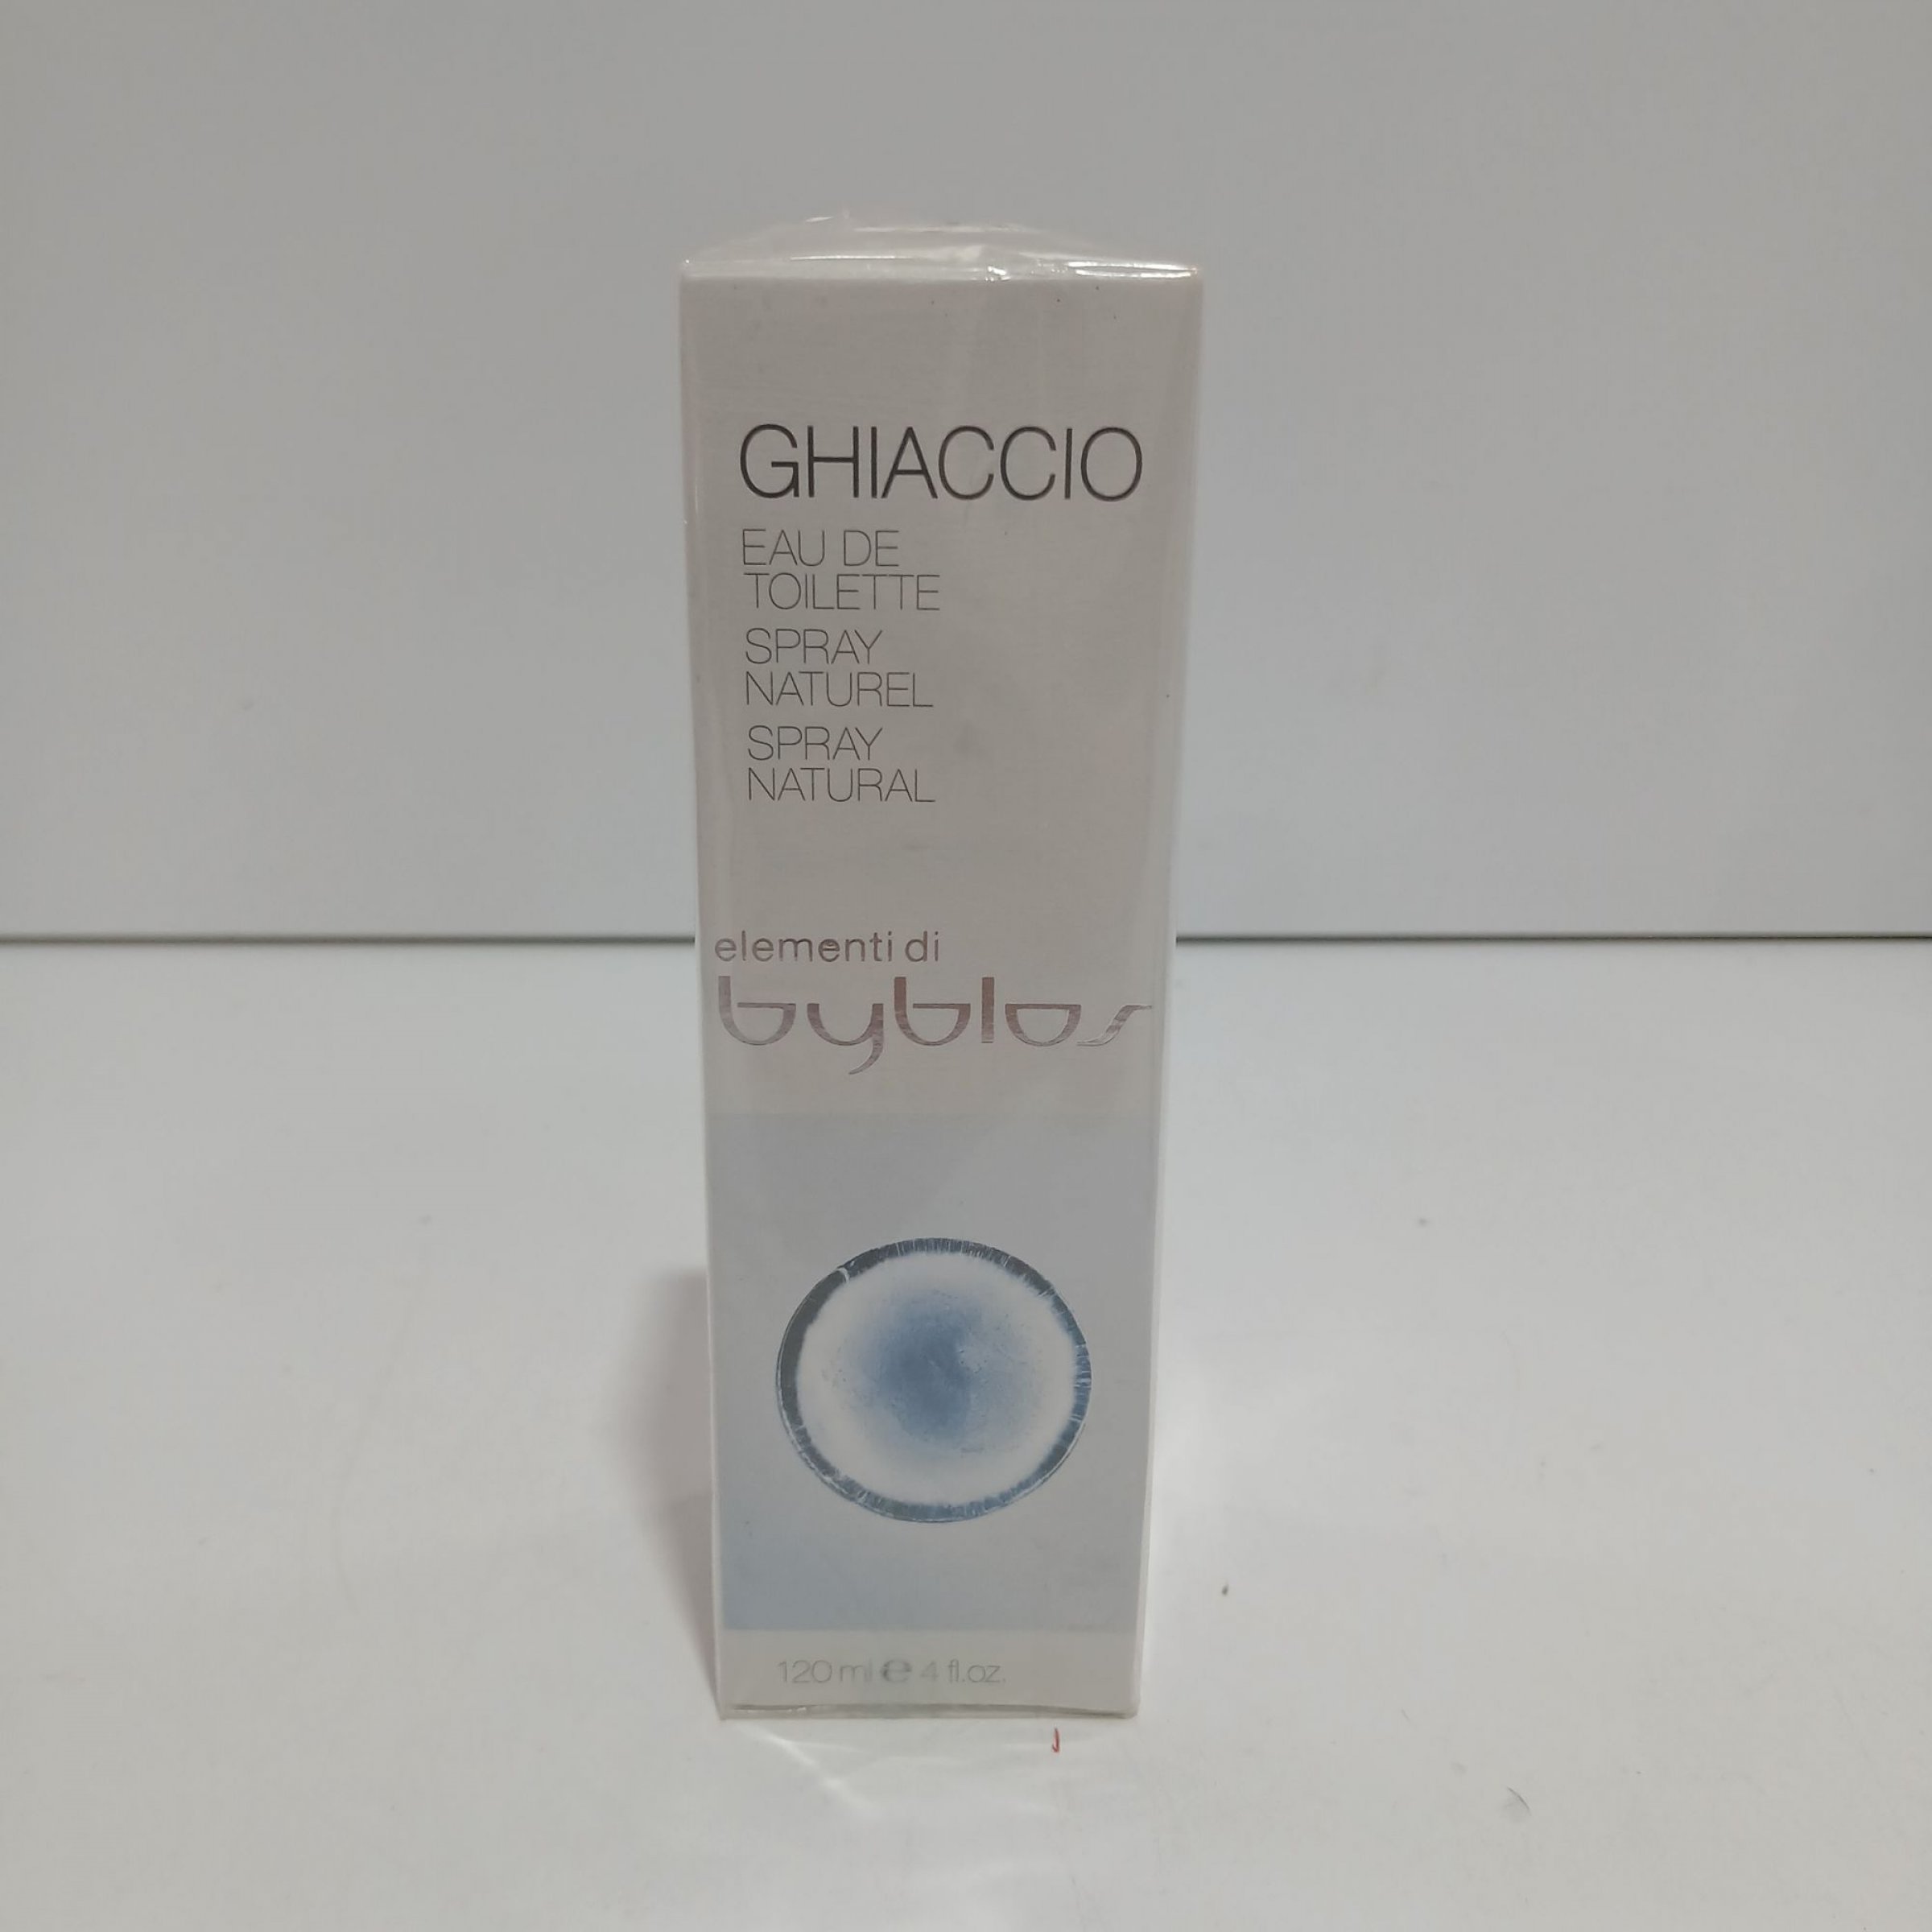 GHIACCIO
EAU DE
TOILETTE
SPRAY
NATUREL
SPRAY
NATURAL
elementi di
byblos
120 ml e 4 fl.oz.